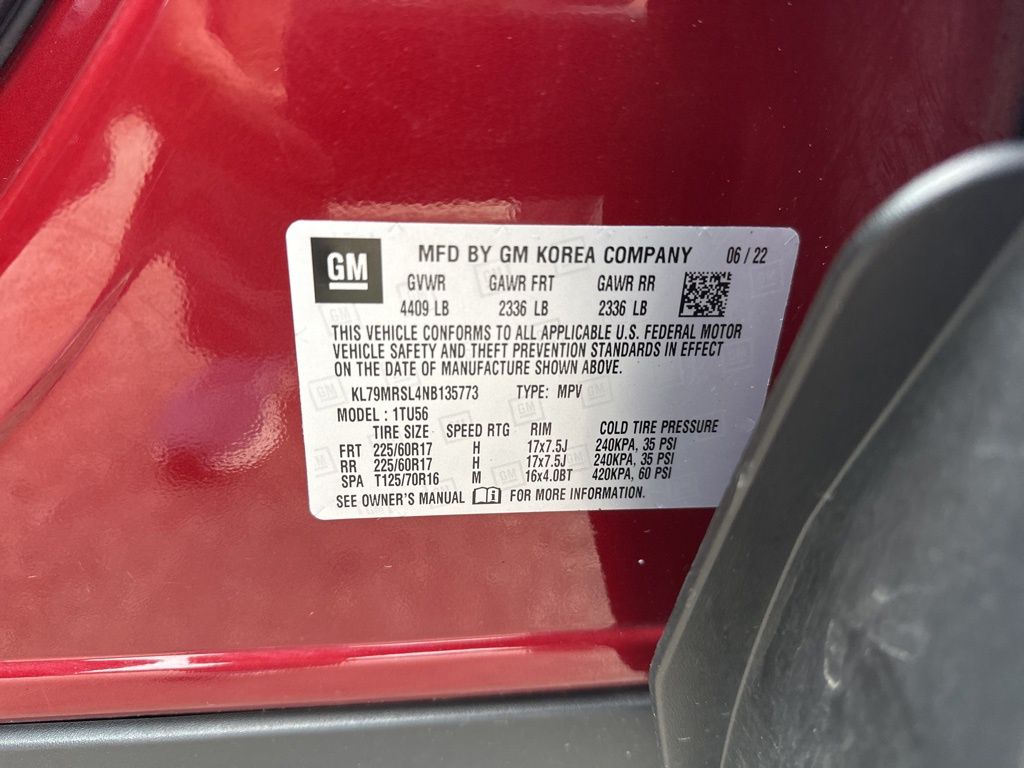 GM MFD BY GM KOREA COMPANY 06 / 22
GVWR GAWR FRT GAWR RR
4409 LB 2336 LB 2336 LB
THIS VEHICLE CONFORMS TO ALL APPLICABLE U.S. FEDERAL MOTOR
VEHICLE SAFETY AND THEFT PREVENTION STANDARDS IN EFFECT
ON THE DATE OF MANUFACTURE SHOWN ABOVE.
KL79MRSL4NB135773 TYPE: MPV
MODEL : 1TU56
TIRE SIZE SPEED RTG RIM COLD TIRE PRESSURE
FRT 225/60R17 H 17x7.5J 240KPA, 35 PSI
RR 225/60R17 H 17x7.5J 240KPA, 35 PSI
SPA T125/70R16 M 16x4.0BT 420KPA, 60 PSI
SEE OWNER'S MANUAL FOR MORE INFORMATION.